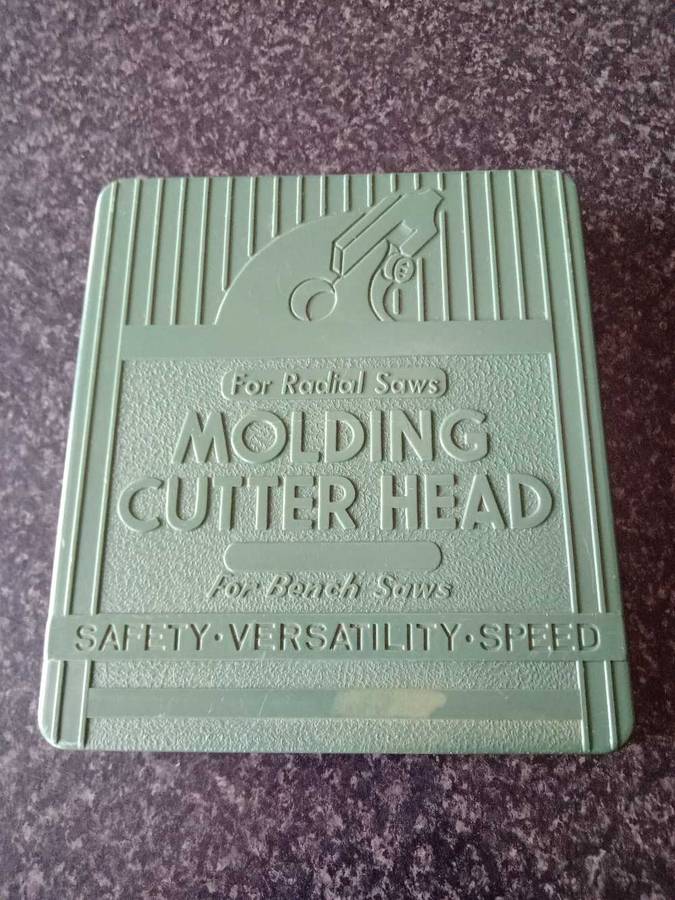 For Radial Saws
MOLDING
CUTTER HEAD
For Bench Saws
SAFETY·VERSATILITY·SPEED